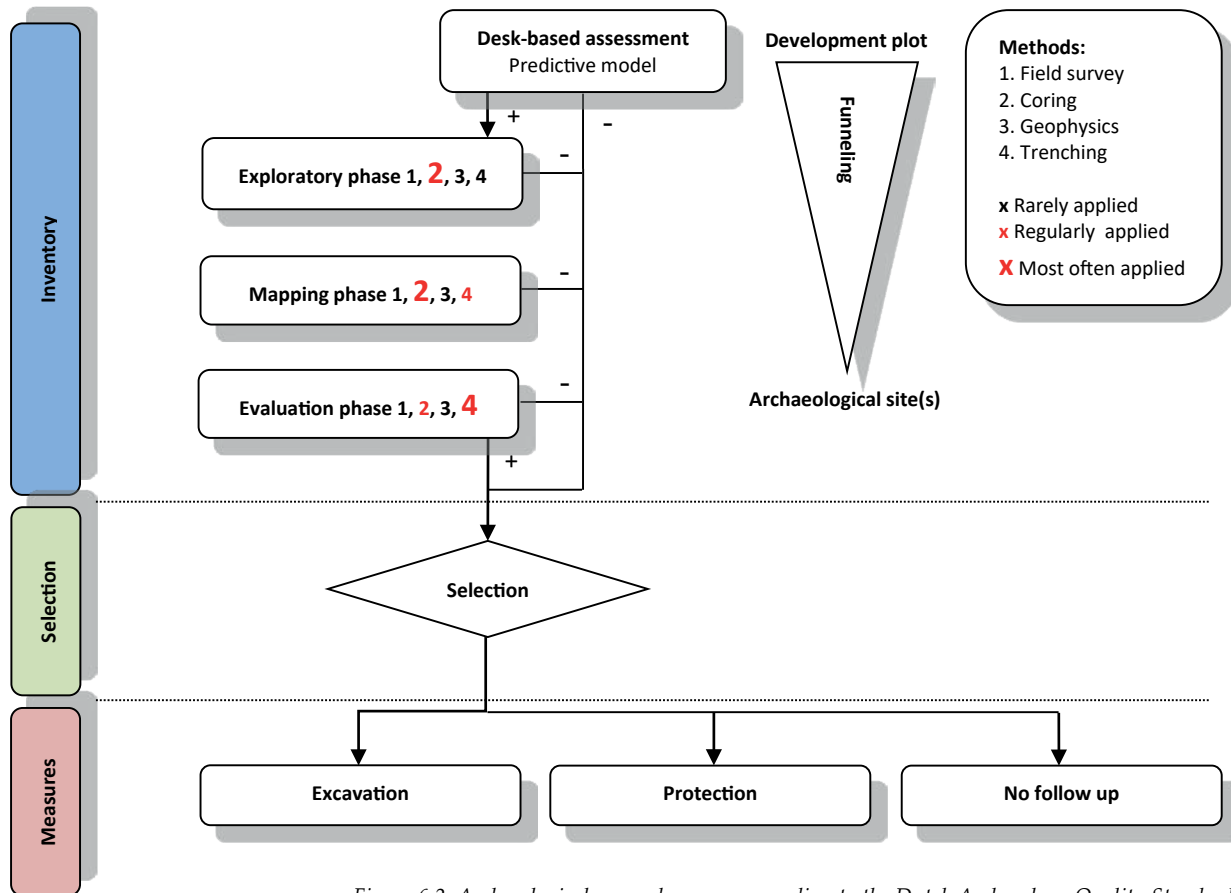 Desk-based assessment
Predictive model
Development plot
Funneling
Archaeological site(s)
Methods:
1. Field survey
2. Coring
3. Geophysics
4. Trenching
x Rarely applied
x Regularly applied
X Most often applied
Inventory
+
-
Exploratory phase 1, 2, 3, 4
-
Mapping phase 1, 2, 3, 4
-
Evaluation phase 1, 2, 3, 4
-
+
Selection
Selection
Measures
Excavation
Protection
No follow up